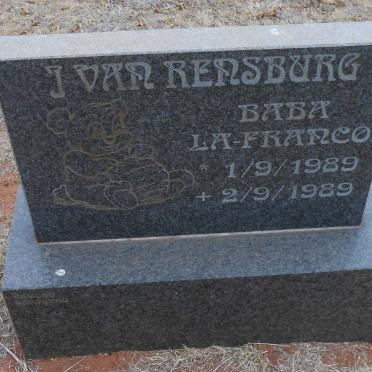 J VAN RENSBURG
BABA
LA-FRANCO
* 1/9/1989
+ 2/9/1989